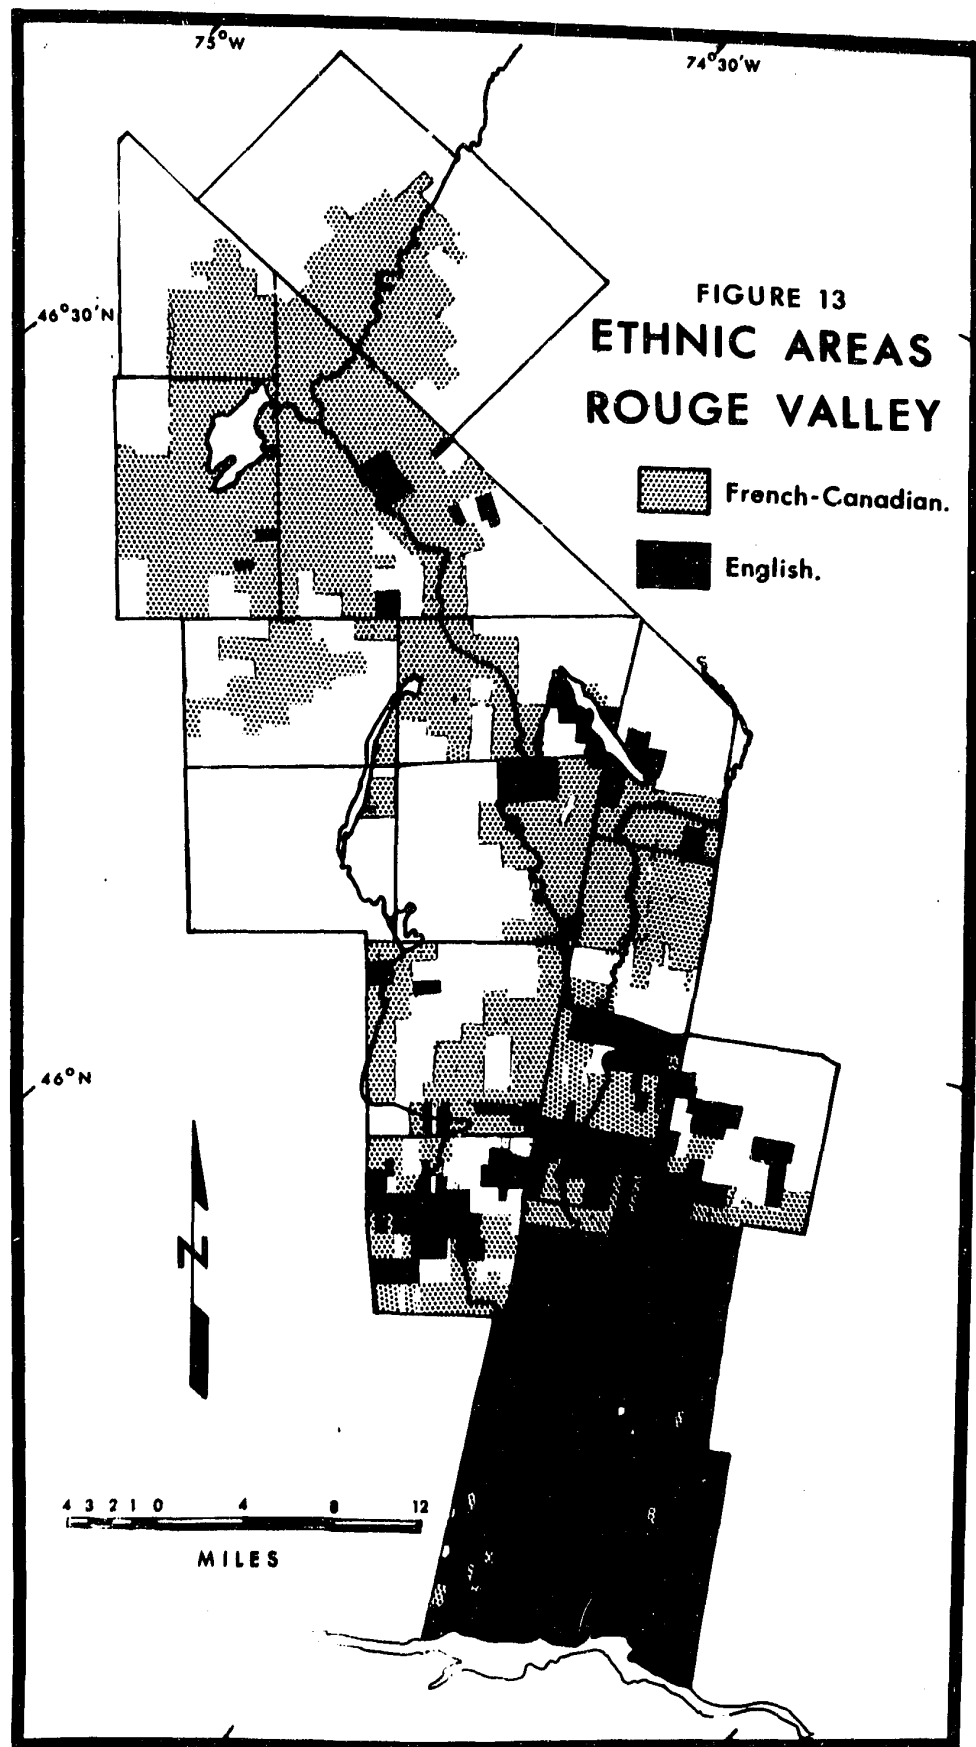 75°W
74°30'W
46°30'N
FIGURE 13
ETHNIC AREAS
ROUGE VALLEY
French-Canadian.
English.
46°N
N
4 3 2 1 0 4 8 12
MILES